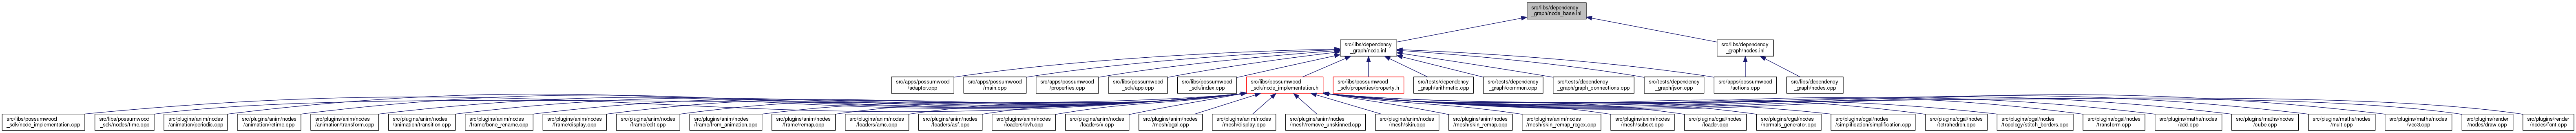 src/libs/dependency
_graph/node_base.inl
src/libs/dependency
_graph/node.inl
src/libs/dependency
_graph/nodes.inl
src/apps/possumwood
/adaptor.cpp
src/apps/possumwood
/main.cpp
src/apps/possumwood
/properties.cpp
src/libs/possumwood
_sdk/app.cpp
src/libs/possumwood
_sdk/index.cpp
src/libs/possumwood
_sdk/node_implementation.h
src/libs/possumwood
_sdk/properties/property.h
src/tests/dependency
_graph/arithmetic.cpp
src/tests/dependency
_graph/common.cpp
src/tests/dependency
_graph/graph_connections.cpp
src/tests/dependency
_graph/json.cpp
src/apps/possumwood
/actions.cpp
src/libs/dependency
_graph/nodes.cpp
src/libs/possumwood
_sdk/node_implementation.cpp
src/libs/possumwood
_sdk/nodes/time.cpp
src/plugins/anim/nodes
/animation/periodic.cpp
src/plugins/anim/nodes
/animation/retime.cpp
src/plugins/anim/nodes
/animation/transform.cpp
src/plugins/anim/nodes
/animation/transition.cpp
src/plugins/anim/nodes
/frame/bone_rename.cpp
src/plugins/anim/nodes
/frame/display.cpp
src/plugins/anim/nodes
/frame/edit.cpp
src/plugins/anim/nodes
/frame/from_animation.cpp
src/plugins/anim/nodes
/frame/remap.cpp
src/plugins/anim/nodes
/loaders/amc.cpp
src/plugins/anim/nodes
/loaders/asf.cpp
src/plugins/anim/nodes
/loaders/bvh.cpp
src/plugins/anim/nodes
/loaders/x.cpp
src/plugins/anim/nodes
/mesh/cgal.cpp
src/plugins/anim/nodes
/mesh/display.cpp
src/plugins/anim/nodes
/mesh/remove_unskinned.cpp
src/plugins/anim/nodes
/mesh/skin.cpp
src/plugins/anim/nodes
/mesh/skin_remap.cpp
src/plugins/anim/nodes
/mesh/skin_remap_regex.cpp
src/plugins/anim/nodes
/mesh/subset.cpp
src/plugins/cgal/nodes
/loader.cpp
src/plugins/cgal/nodes
/normals_generator.cpp
src/plugins/cgal/nodes
/simplification/simplification.cpp
src/plugins/cgal/nodes
/tetrahedron.cpp
src/plugins/cgal/nodes
/topology/stitch_borders.cpp
src/plugins/cgal/nodes
/transform.cpp
src/plugins/maths/nodes
/add.cpp
src/plugins/maths/nodes
/cube.cpp
src/plugins/maths/nodes
/mult.cpp
src/plugins/maths/nodes
/vec3.cpp
src/plugins/render/
nodes/draw.cpp
src/plugins/render/
nodes/font.cpp